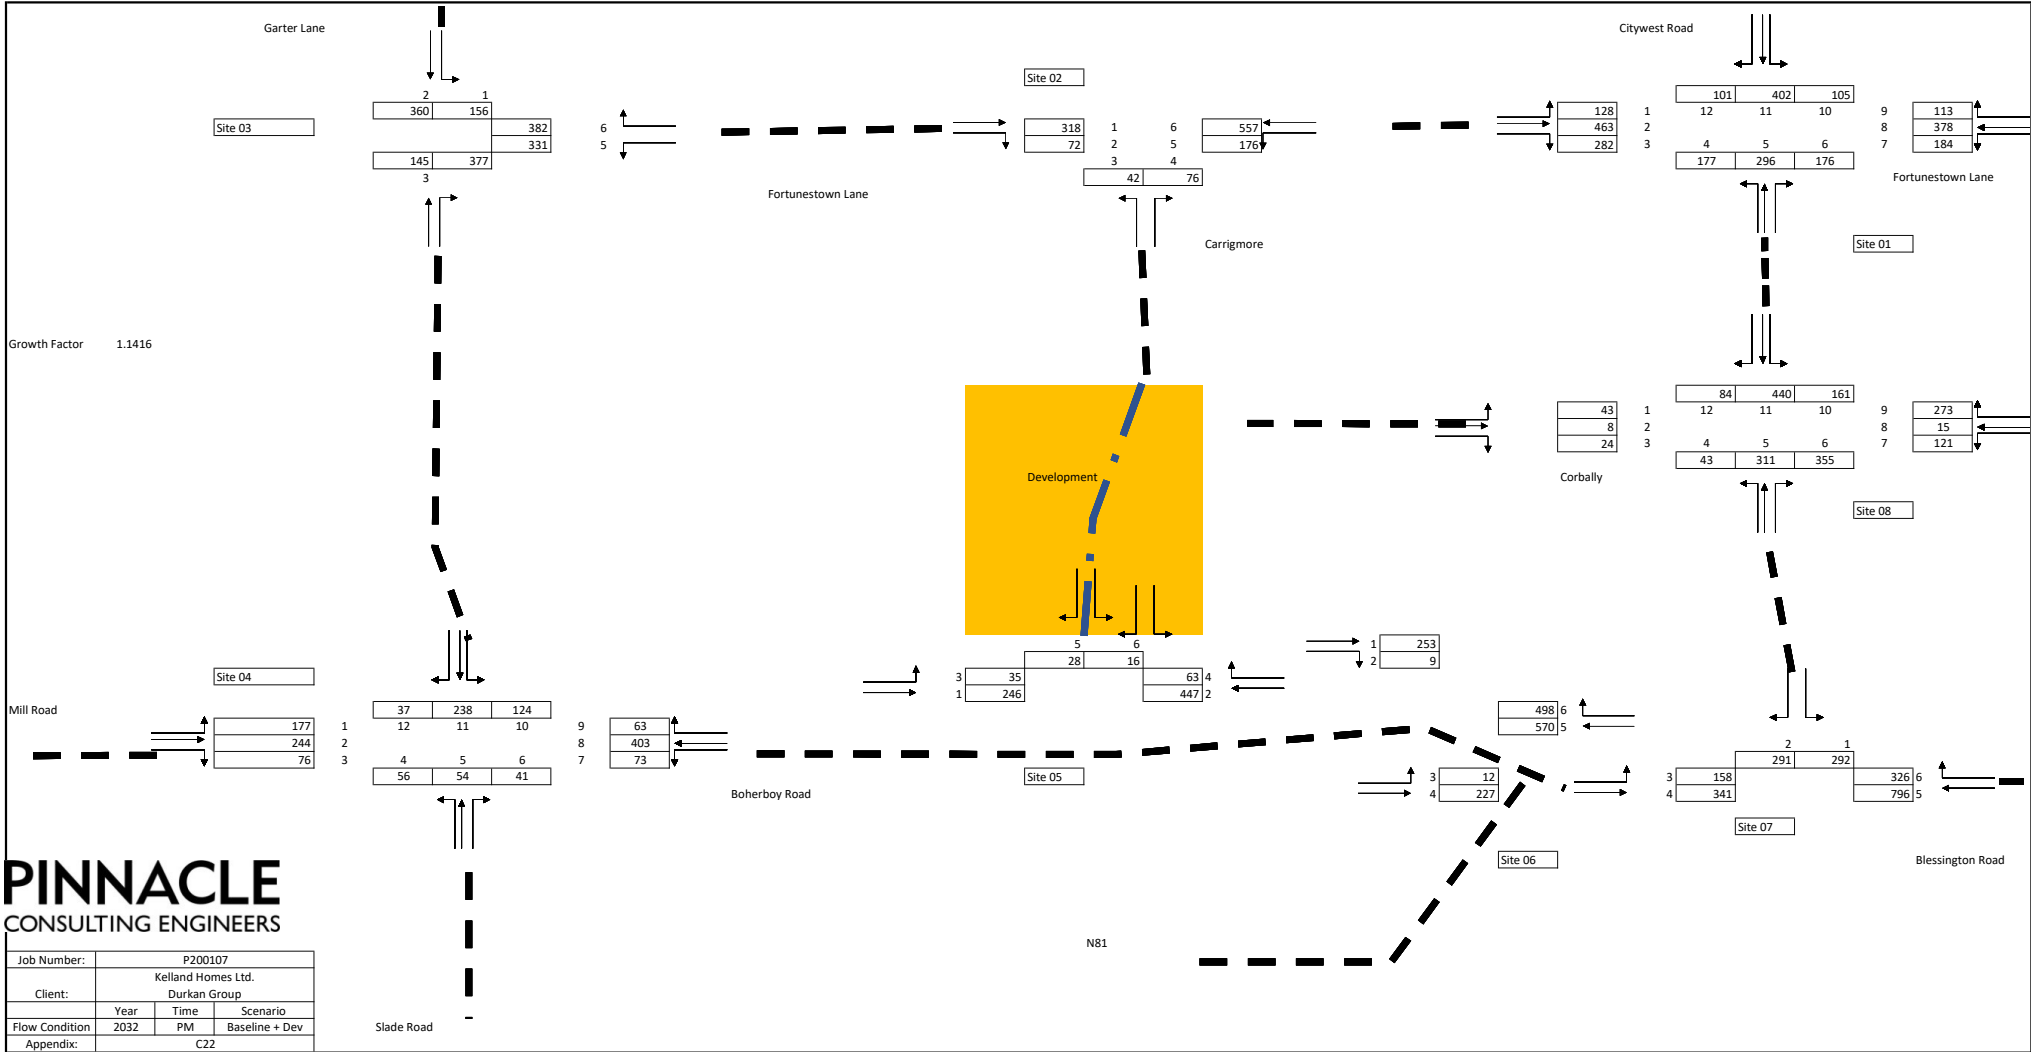 Garter Lane
Citywest Road
Site 02
2 1
360 156
Site 03
382 6
331 5
145 377
3
318 1 6 557
72 2 5 176
3 4
42 76
101 402 105
128 1 12 11 10 9 113
463 2 8 378
282 3 4 5 6 7 184
177 296 176
Fortunestown Lane
Fortunestown Lane
Carrigmore
Site 01
Growth Factor 1.1416
84 440 161
43 1 12 11 10 9 273
8 2 8 15
24 3 4 5 6 7 121
43 311 355
Development
Corbally
Site 08
5 6
28 16
3 35 63 4
1 246 447 2
1 253
2 9
Site 04
Mill Road
37 238 124
177 1 12 11 10 9 63
244 2 8 403
76 3 4 5 6 7 73
56 54 41
498 6
570 5
2 1
291 292
3 12
4 227
3 158 326 6
4 341 796 5
Site 05
Boherboy Road
Site 07
Site 06
Blessington Road
PINNACLE
CONSULTING ENGINEERS
N81
Job Number: P200107
Client: Kelland Homes Ltd.
Durkan Group
Year Time Scenario
Flow Condition 2032 PM Baseline + Dev
Appendix: C22
Slade Road